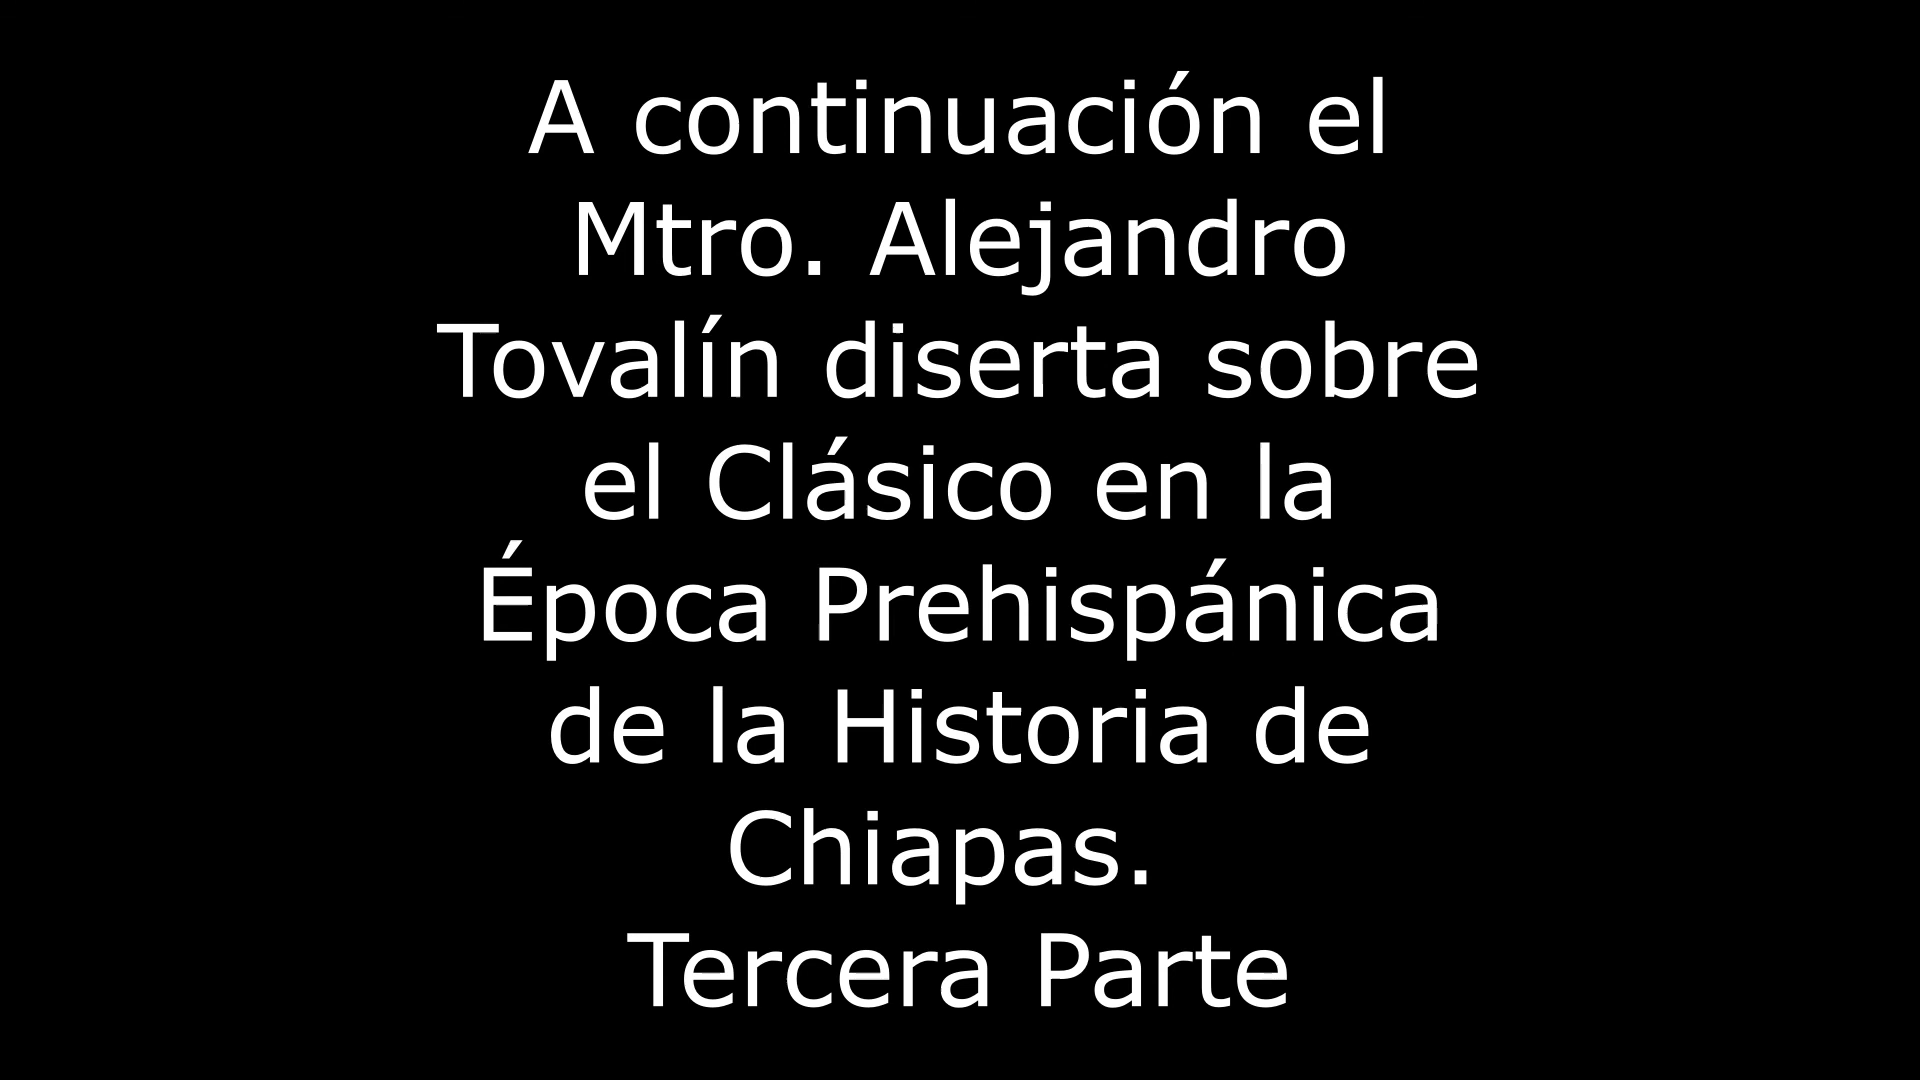 A continuación el
Mtro. Alejandro
Tovalín diserta sobre
el Clásico en la
Época Prehispánica
de la Historia de
Chiapas.
Tercera Parte